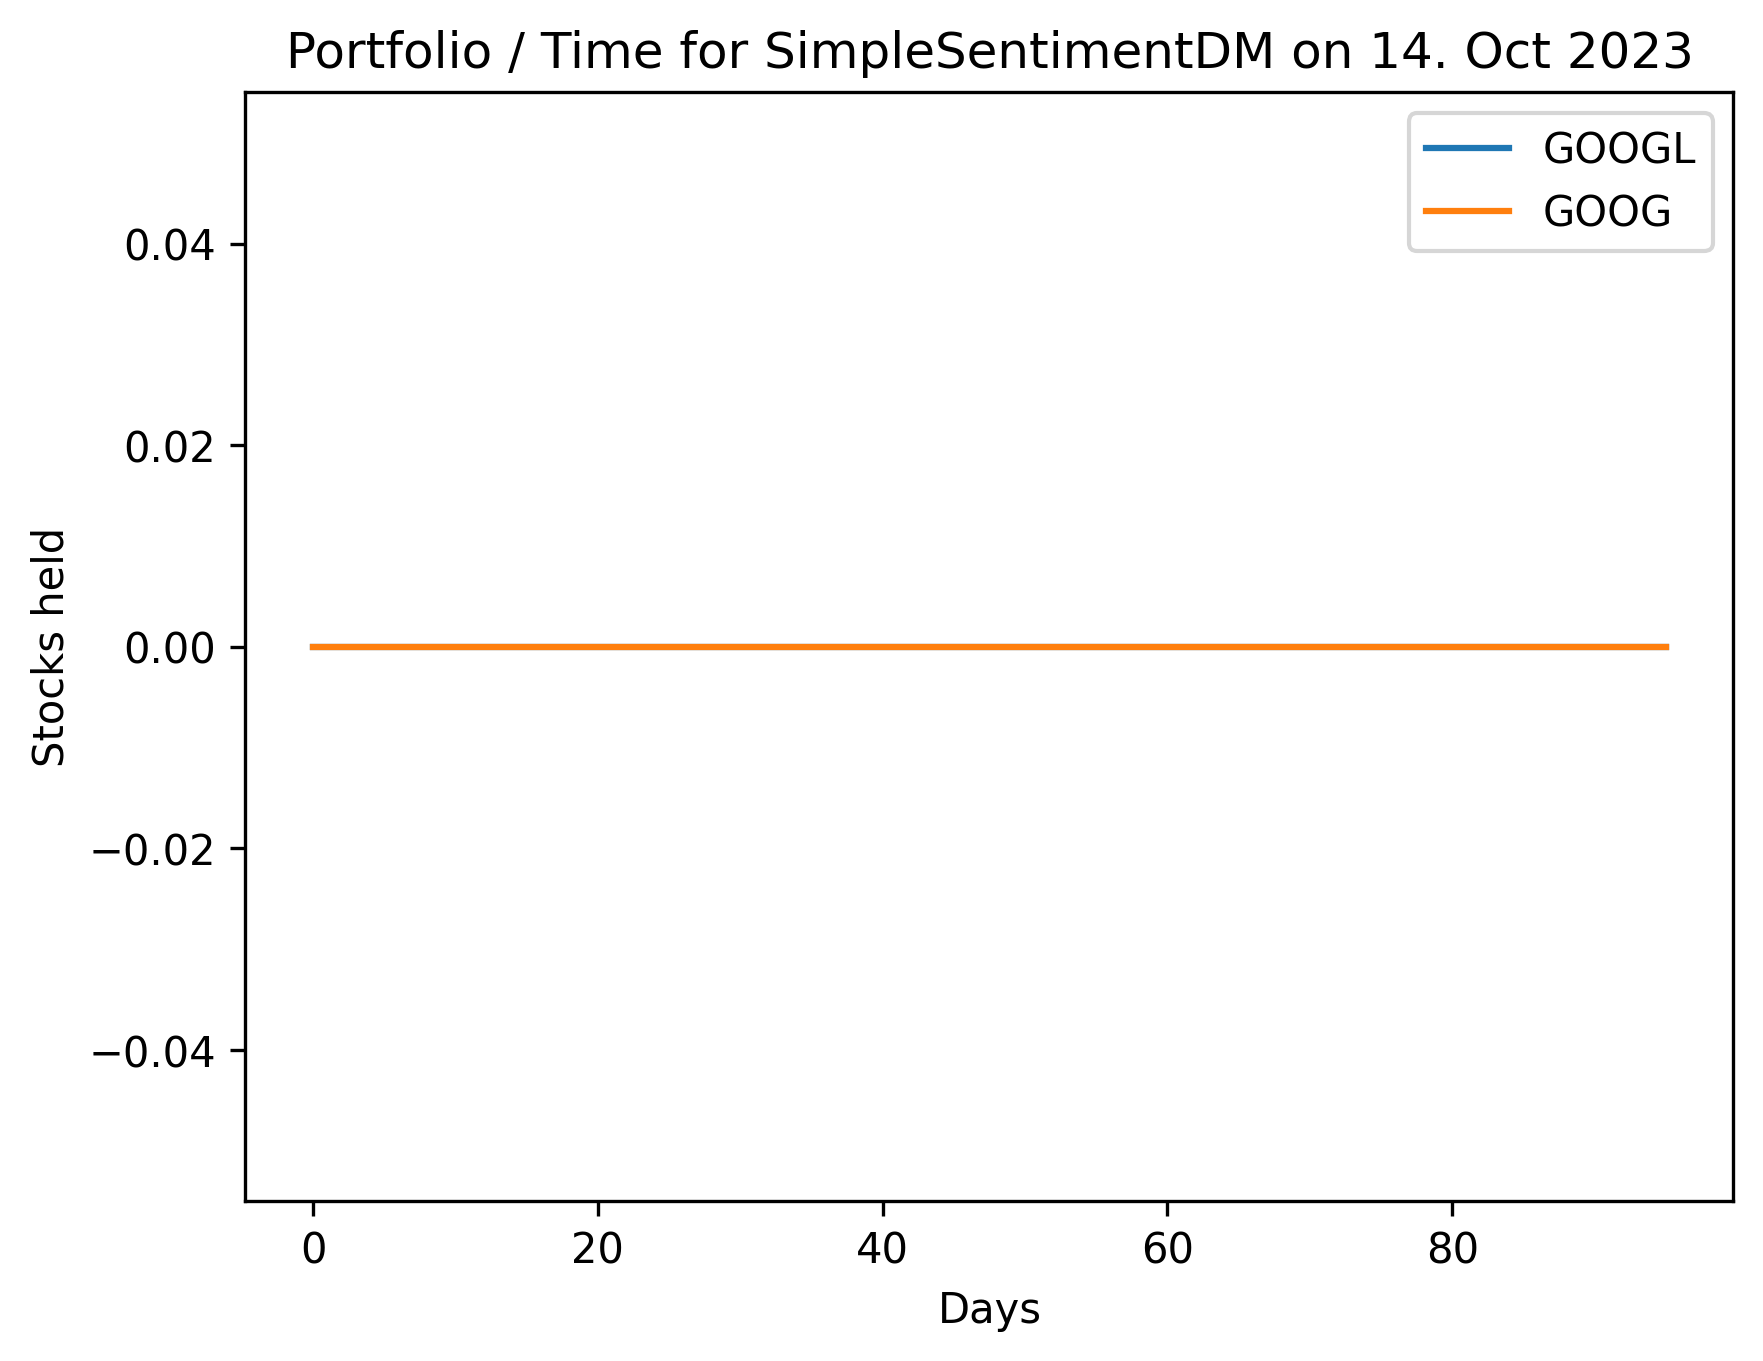 Portfolio / Time for SimpleSentimentDM on 14. Oct 2023
GOOGL
GOOG
0.04
0.02
0.00
−0.02
−0.04
Stocks held
0 20 40 60 80
Days